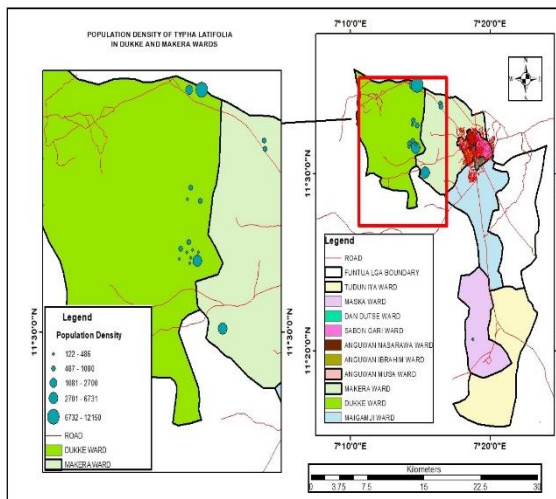 POPULATION DENSITY OF TYPHA LATIFOLIA
IN DUKKE AND MAKERA WARDS
7°10'0"E
7°20'0"E
N
W
E
S
11°30'0"N
11°30'0"N
11°30'0"N
11°20'0"N
Legend
Population Density
122 - 486
487 - 1080
1081 - 2700
2701 - 6731
6732 - 12150
ROAD
DUKKE WARD
MAKERA WARD
Legend
ROAD
FUNTUA LGA BOUNDARY
TUDUN IYA WARD
MASKA WARD
DAN DUTSE WARD
SABON GARI WARD
ANGUWAN NASARAWA WARD
ANGUWAN IBRAHIM WARD
ANGUWAN MUSA WARD
MAKERA WARD
DUKKE WARD
MAIGAMJI WARD
7°10'0"E
7°20'0"E
Kilometers
0 3.75 7.5 15 22.5 30